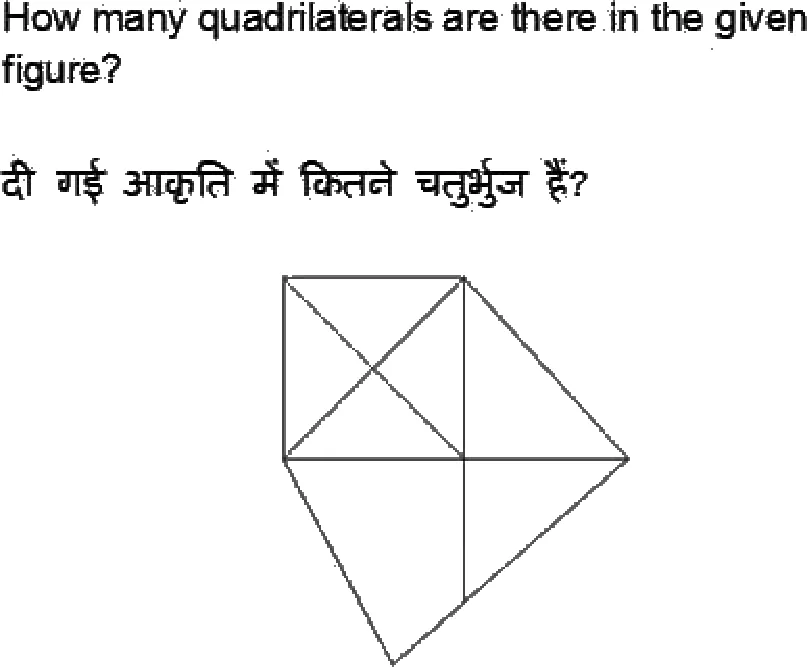 How many quadrilaterals are there in the given
figure?
दी गई आकृति में कितने चतुर्भुज हैं?